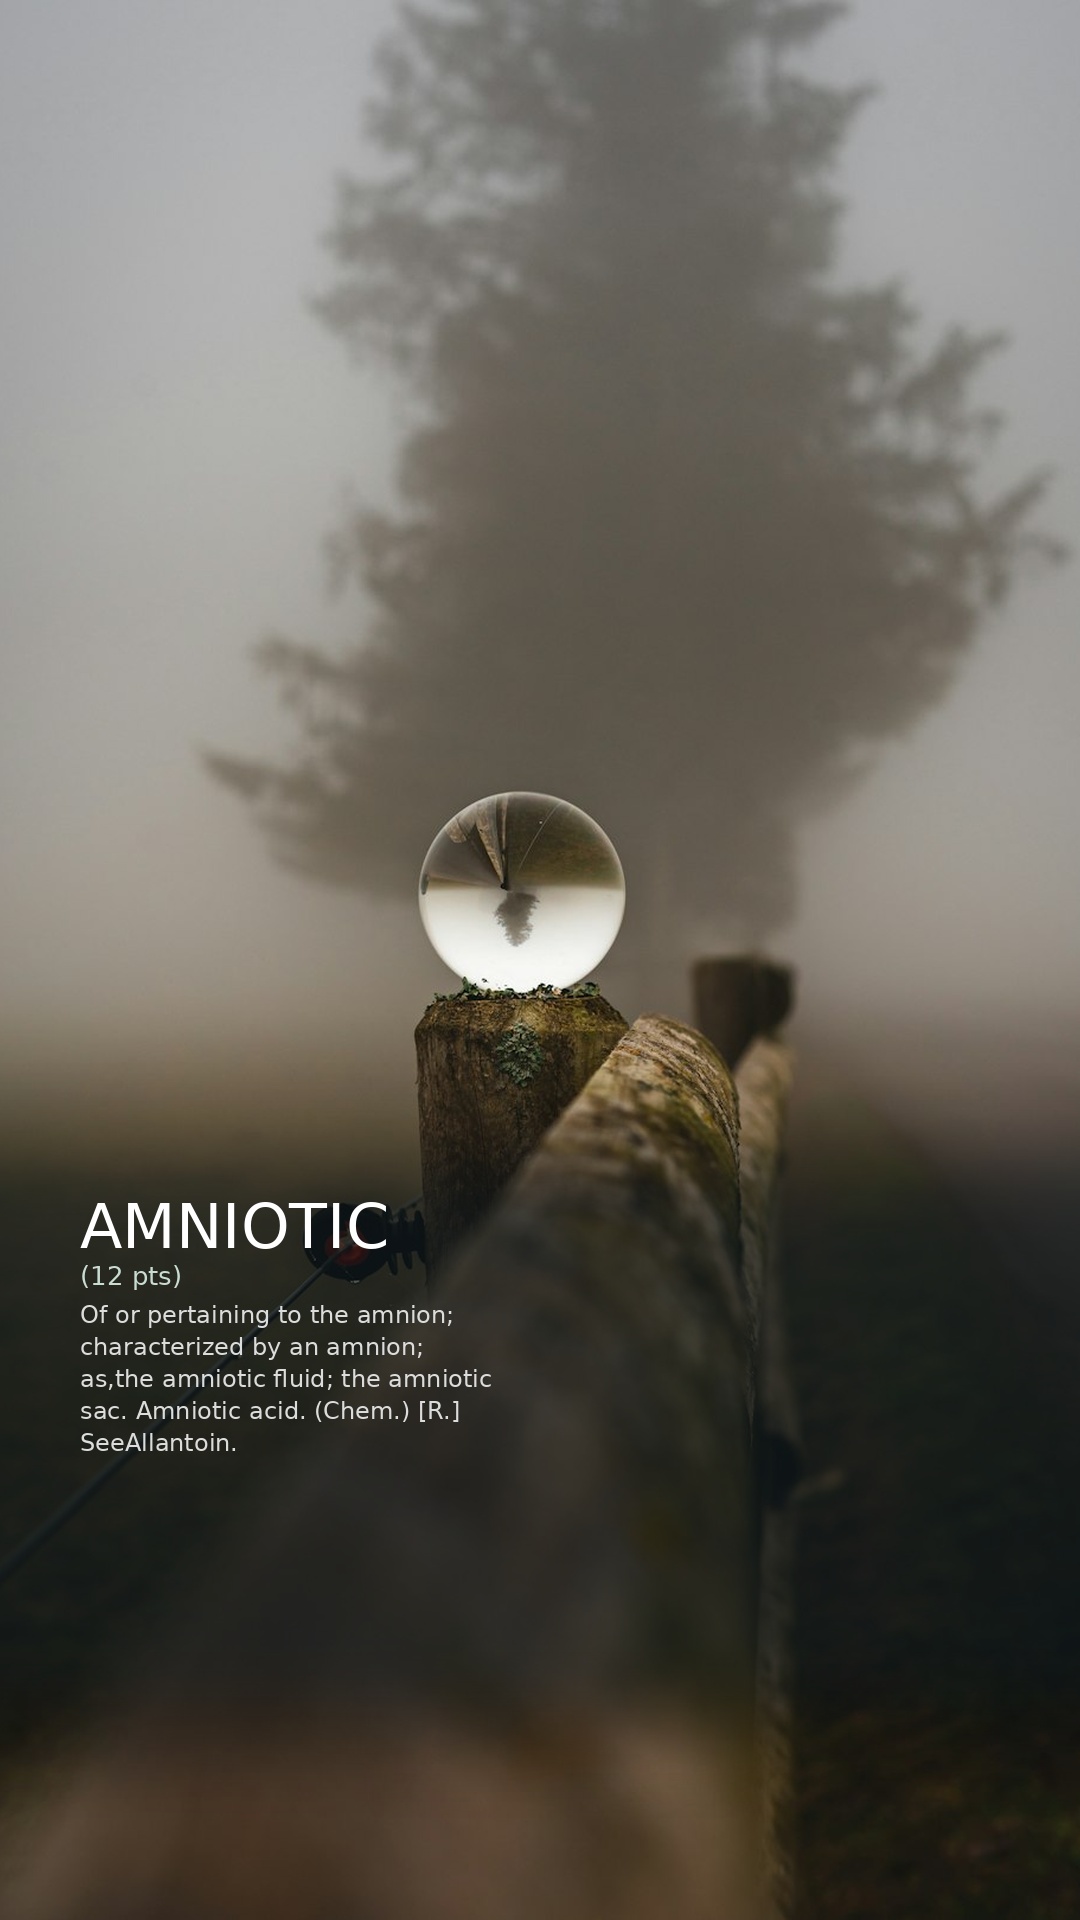 AMNIOTIC
(12 pts)
Of or pertaining to the amnion;
characterized by an amnion;
as,the amniotic fluid; the amniotic
sac. Amniotic acid. (Chem.) [R.]
SeeAllantoin.